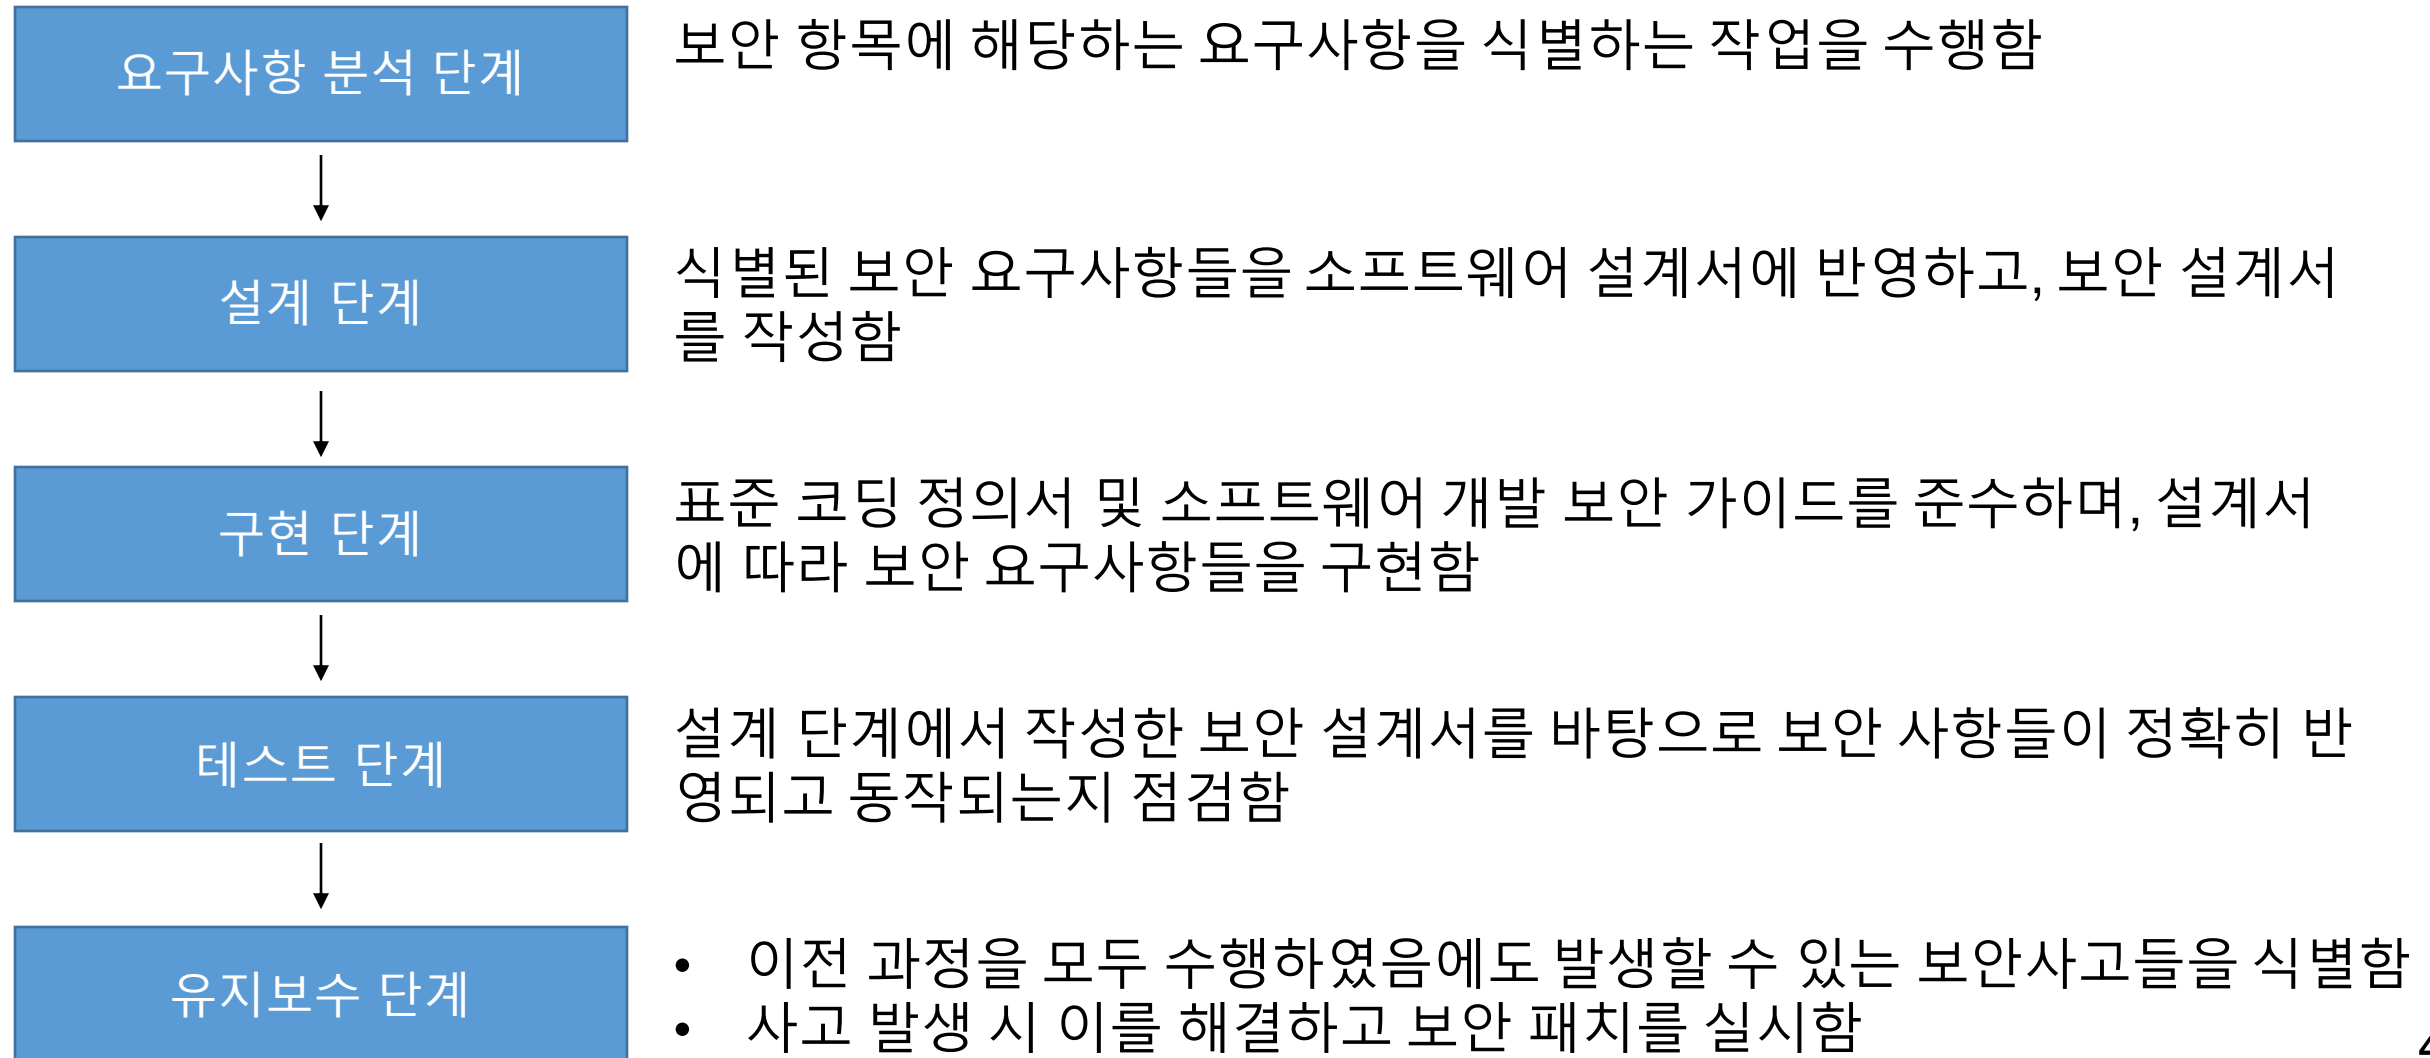 요구사항 분석 단계
보안 항목에 해당하는 요구사항을 식별하는 작업을 수행함
설계 단계
식별된 보안 요구사항들을 소프트웨어 설계서에 반영하고, 보안 설계서
를 작성함
구현 단계
표준 코딩 정의서 및 소프트웨어 개발 보안 가이드를 준수하며, 설계서
에 따라 보안 요구사항들을 구현함
테스트 단계
설계 단계에서 작성한 보안 설계서를 바탕으로 보안 사항들이 정확히 반
영되고 동작되는지 점검함
유지보수 단계
• 이전 과정을 모두 수행하였음에도 발생할 수 있는 보안사고들을 식별함
• 사고 발생 시 이를 해결하고 보안 패치를 실시함